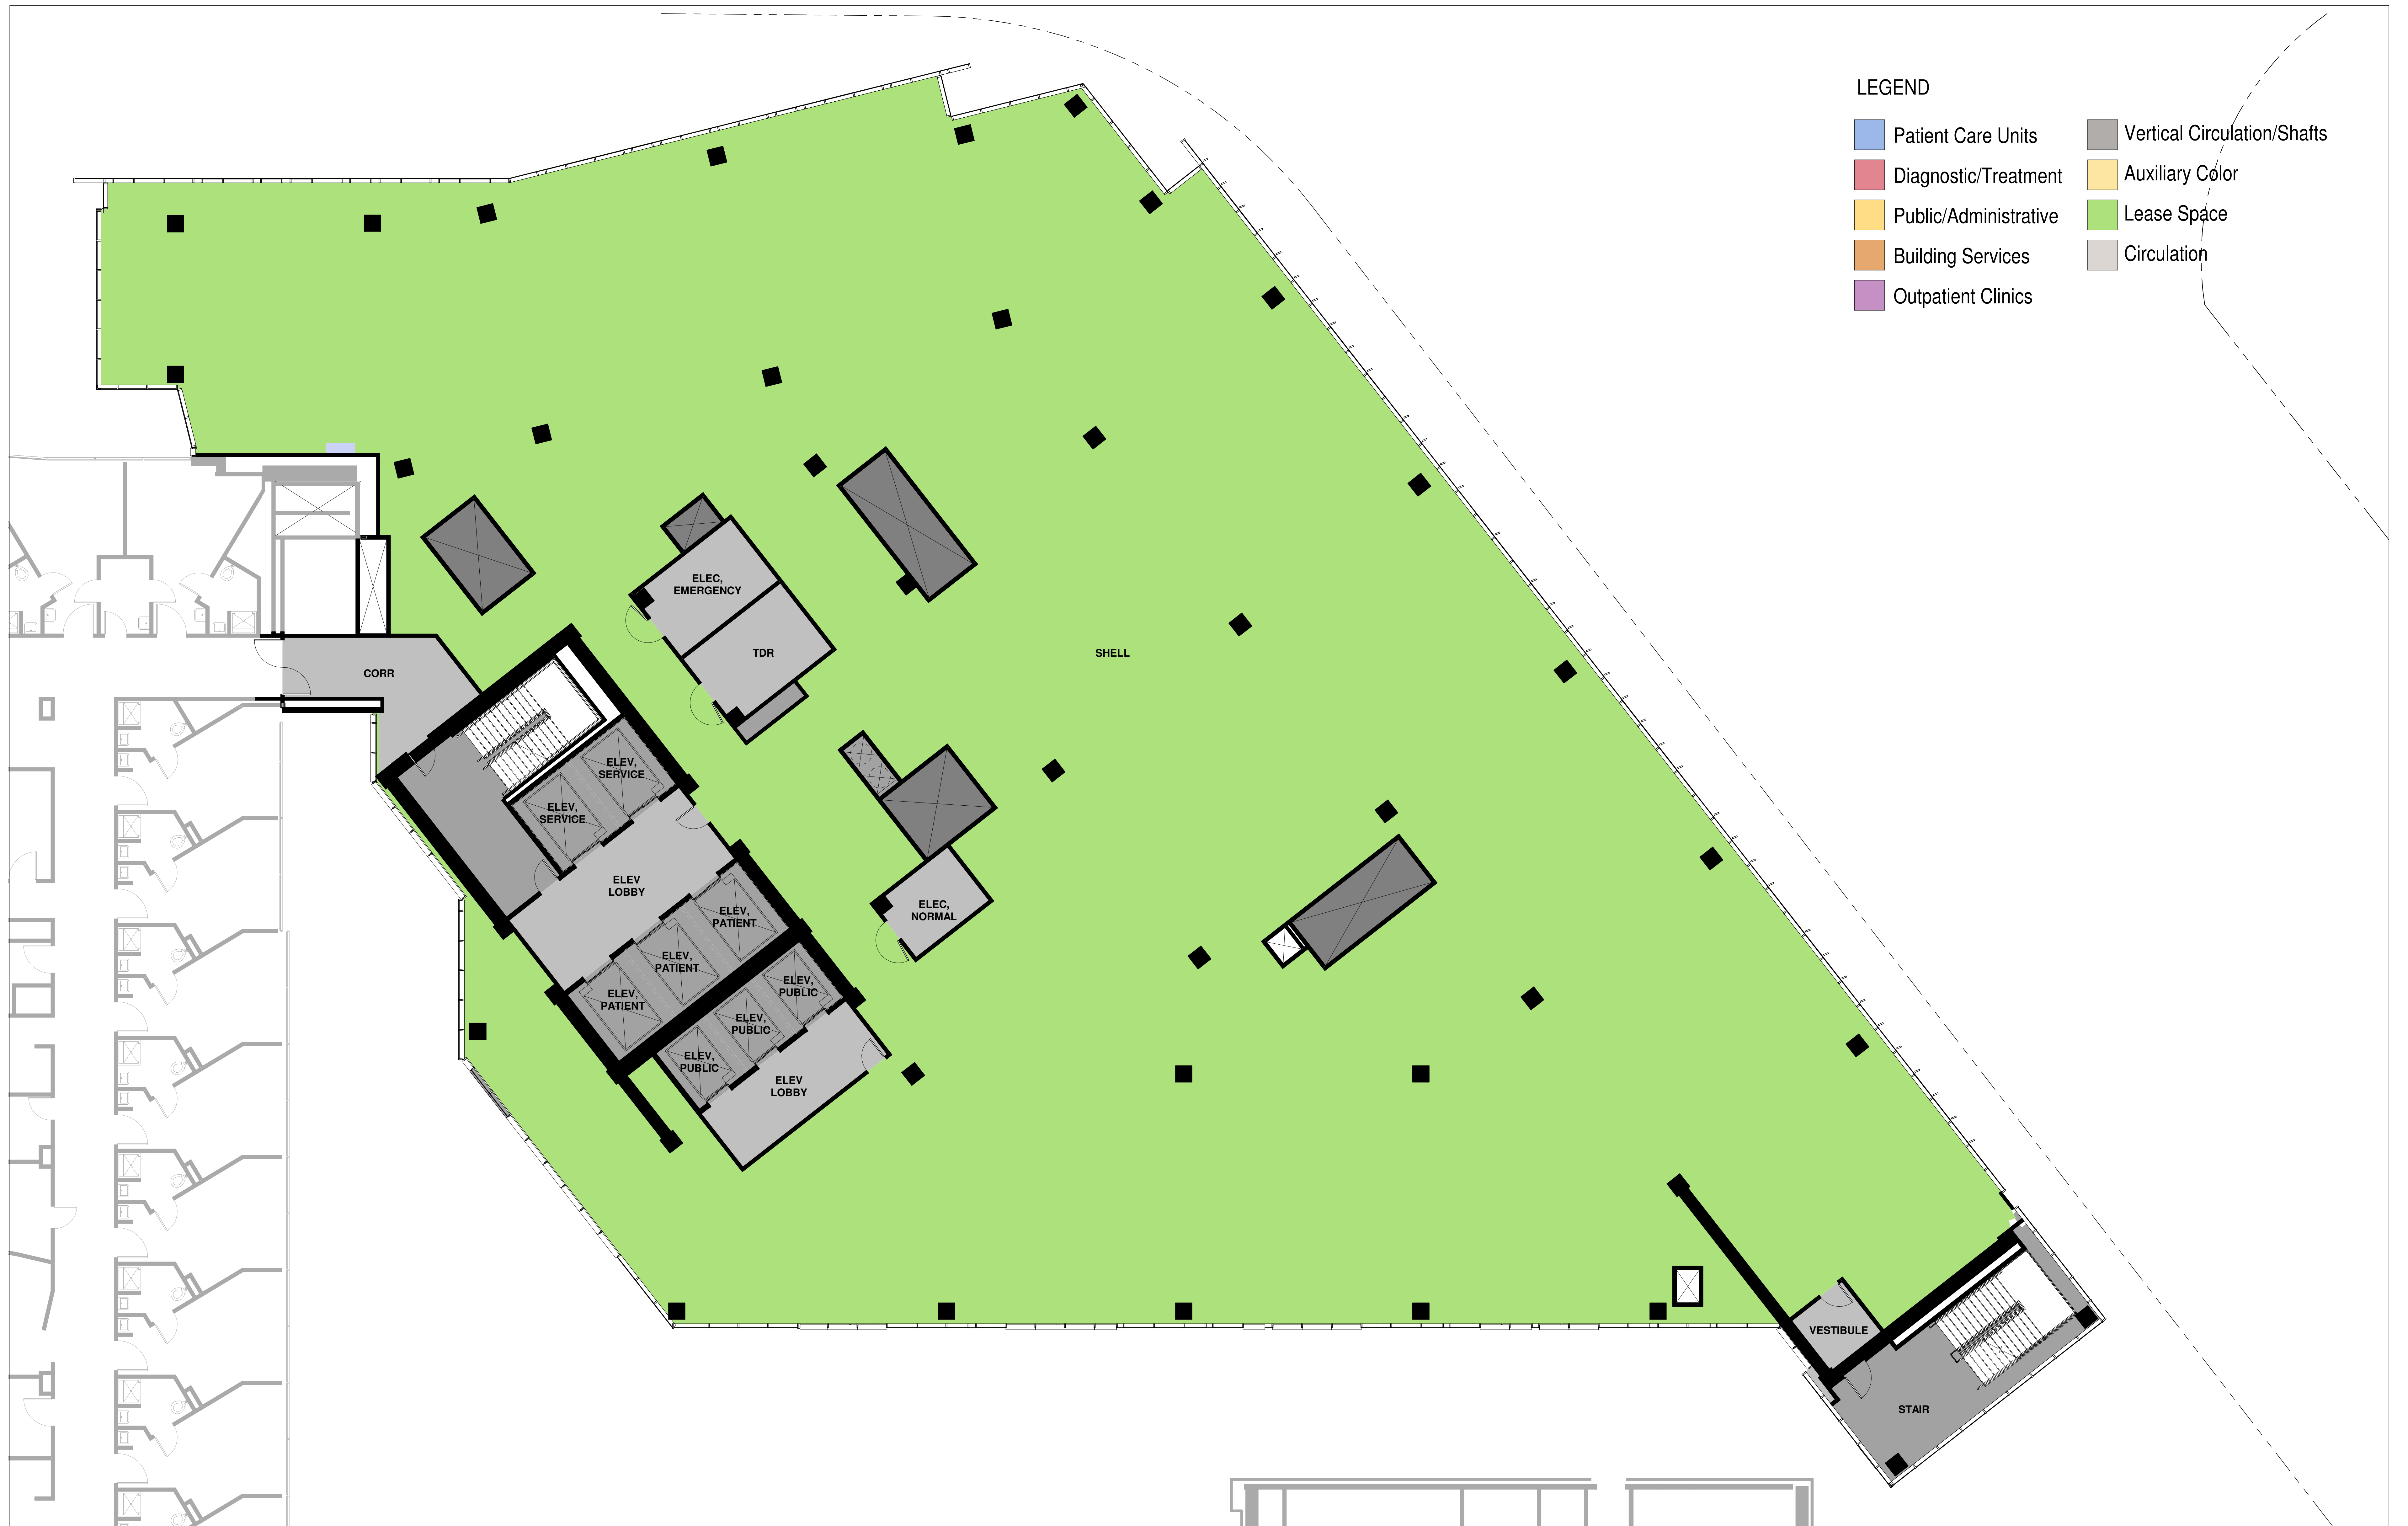 LEGEND
Patient Care Units
Diagnostic/Treatment
Public/Administrative
Building Services
Outpatient Clinics
Vertical Circulation/Shafts
Auxiliary Color
Lease Space
Circulation
ELEC,
EMERGENCY
TDR
SHELL
CORR
ELEV,
SERVICE
ELEV,
SERVICE
ELEV
LOBBY
ELEV,
PATIENT
ELEV,
PATIENT
ELEV,
PATIENT
ELEC,
NORMAL
ELEV,
PUBLIC
ELEV,
PUBLIC
ELEV,
PUBLIC
ELEV
LOBBY
VESTIBULE
STAIR